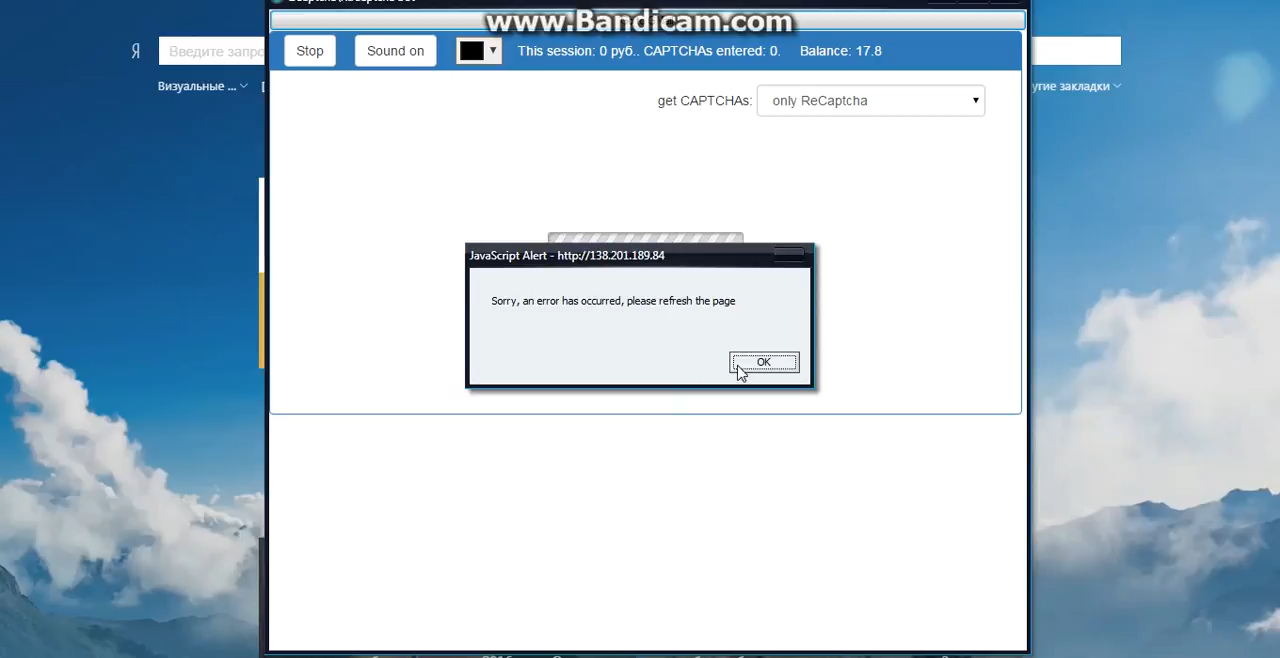 www.Bandicam.com
Я Введите запро
Stop Sound on This session: 0 руб.. CAPTCHAs entered: 0. Balance: 17.8
Визуальные ...
угие закладки
get CAPTCHAs: only ReCaptcha
JavaScript Alert - http://138.201.189.84
Sorry, an error has occurred, please refresh the page
OK